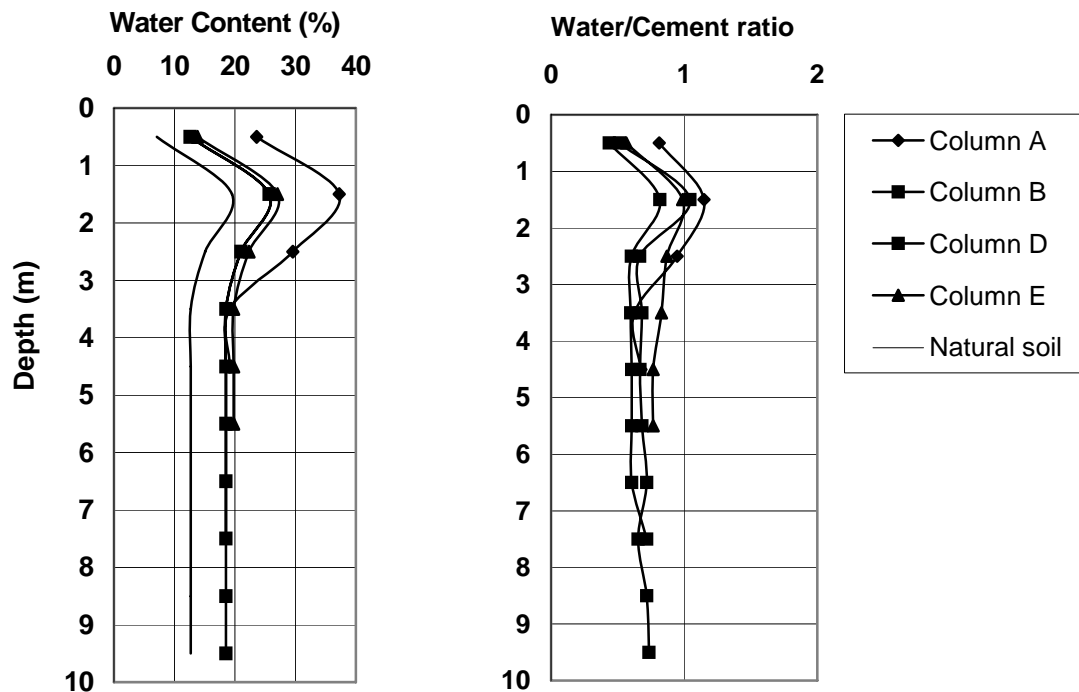 Water Content (%)
0 10 20 30 40
0
1
2
3
4
5
6
7
8
9
10
Depth (m)
Water/Cement ratio
0 1 2
0
1
2
3
4
5
6
7
8
9
10
Column A
Column B
Column D
Column E
Natural soil